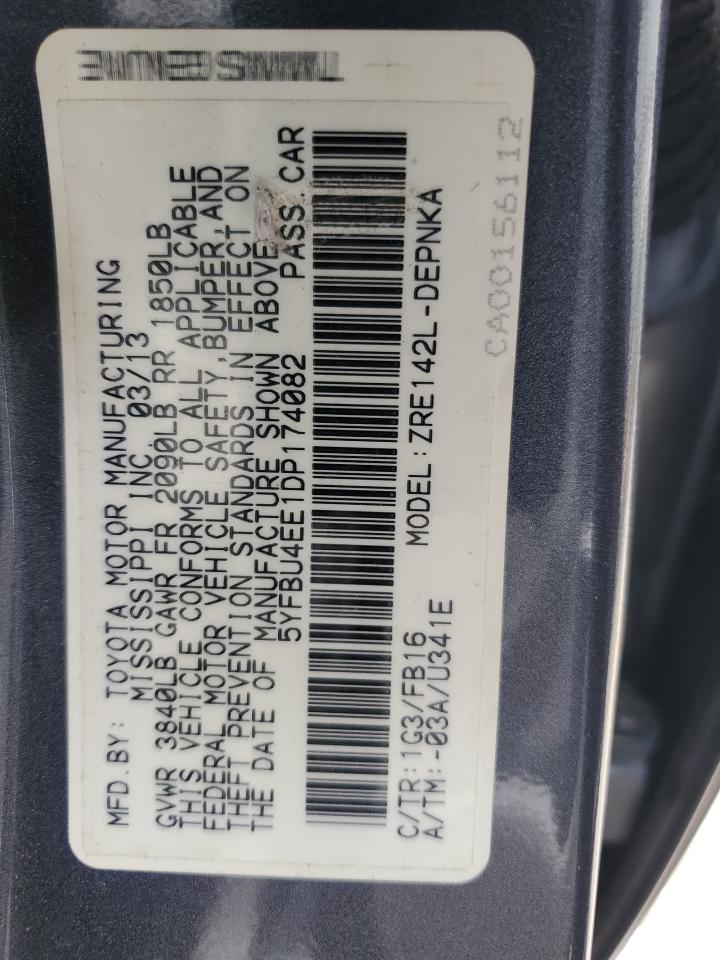 MFD.BY: TOYOTA MOTOR MANUFACTURING
MISSISSIPPI INC. 03/13
GVWR 3840LB GAWR FR 2090LB RR 1850LB
THIS VEHICLE CONFORMS TO ALL APPLICABLE
FEDERAL MOTOR VEHICLE SAFETY,BUMPER,AND
THEFT PREVENTION STANDARDS IN EFFECT ON
THE DATE OF MANUFACTURE SHOWN ABOVE.
5YFBU4EE1DP174082 PASS.CAR
C/TR:1G3/FB16 MODEL:ZRE142L-DEPNKA
A/TM:-03A/U341E
CA00156112